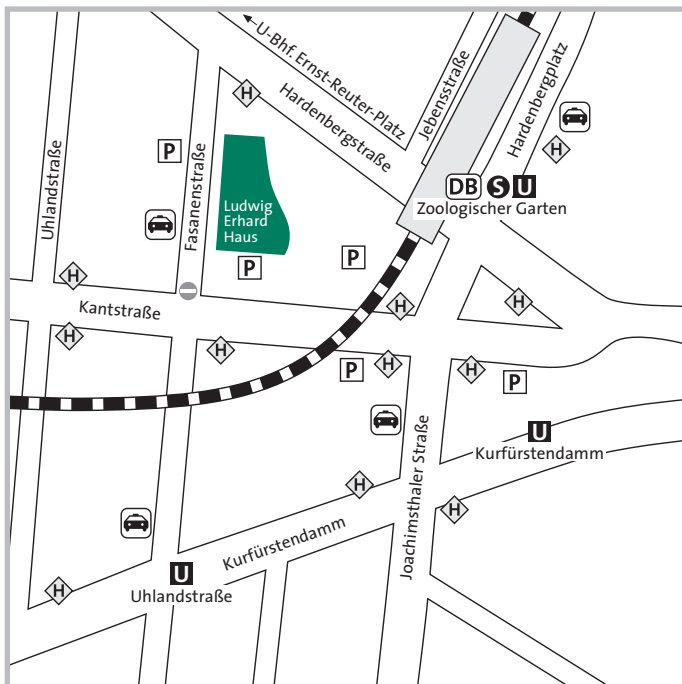 U-Bhf. Ernst-Reuter-Platz
Hardenbergstraße
Jebensstraße
Hardenbergplatz
H
H
P
Uhlandstraße
Fasanenstraße
Ludwig
Erhard
Haus
DB S U
Zoologischer Garten
P
P
H
Kantstraße
H
H
H
H
P
H
H
P
Joachimsthaler Straße
U
Kurfürstendamm
H
H
Kurfürstendamm
U
Uhlandstraße
H